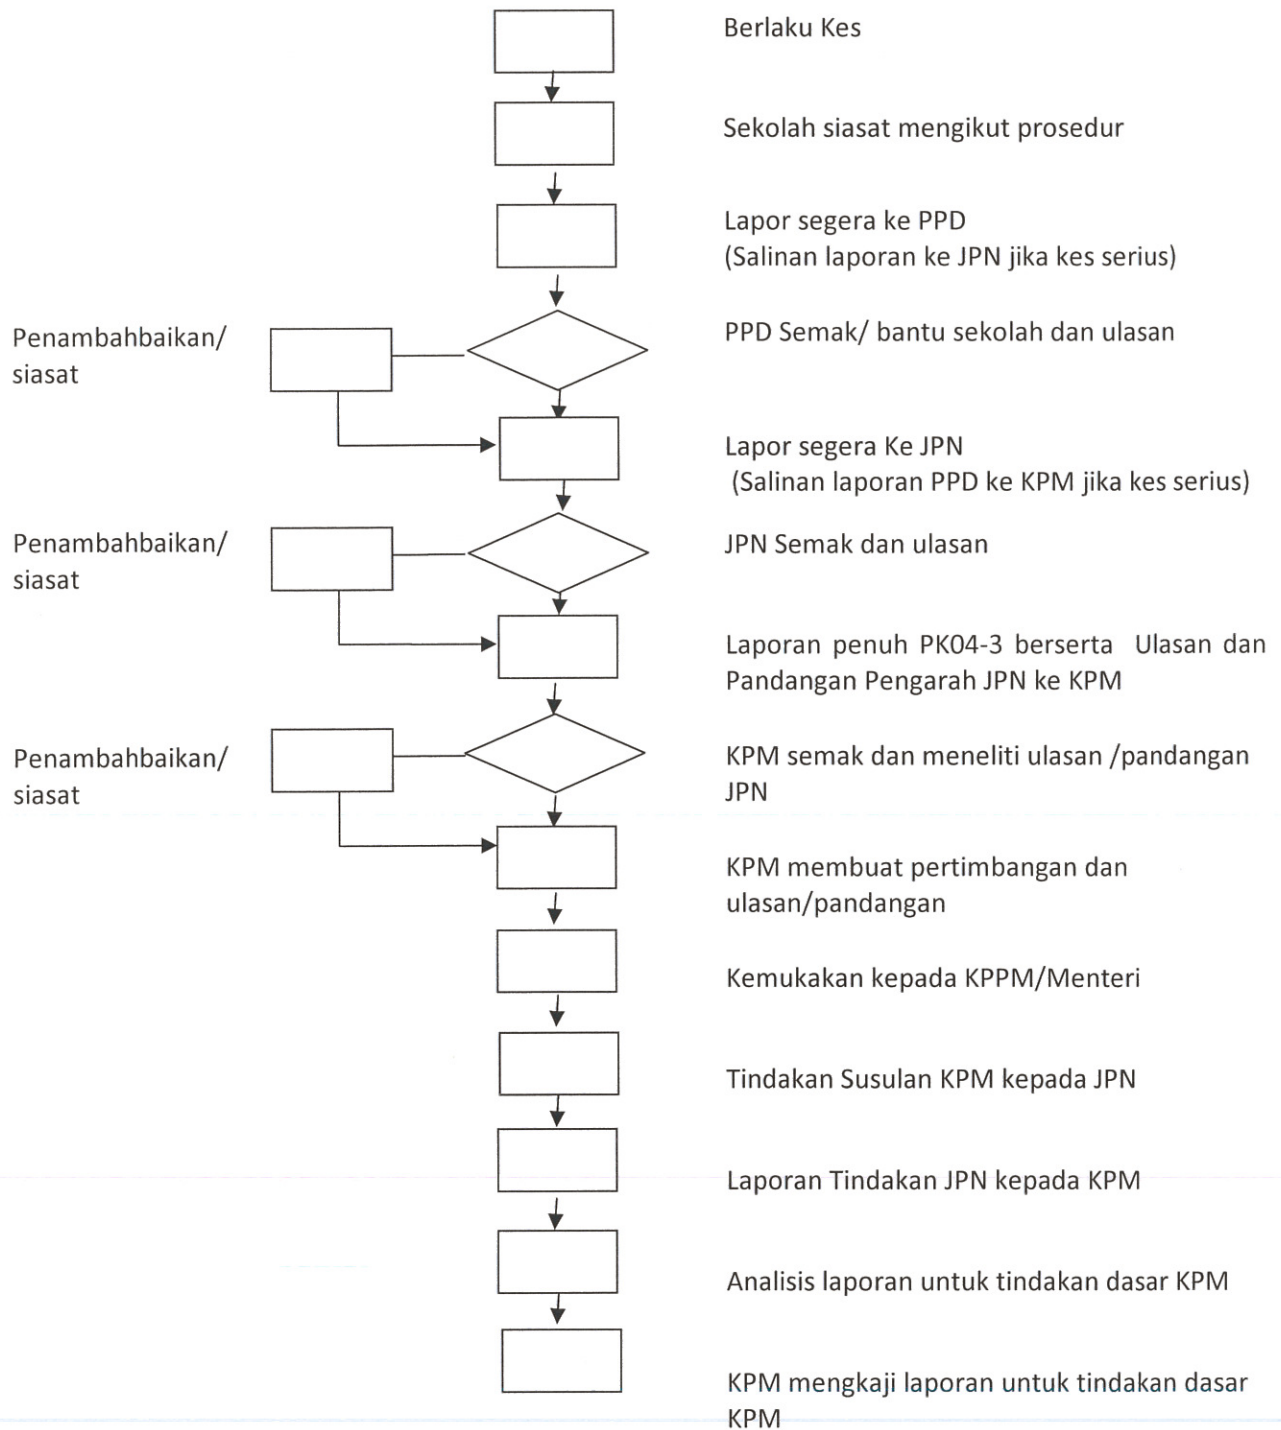 Berlaku Kes
Sekolah siasat mengikut prosedur
Lapor segera ke PPD
(Salinan laporan ke JPN jika kes serius)
Penambahbaikan/
siasat
PPD Semak/ bantu sekolah dan ulasan
Lapor segera Ke JPN
(Salinan laporan PPD ke KPM jika kes serius)
Penambahbaikan/
siasat
JPN Semak dan ulasan
Laporan penuh PK04-3 berserta Ulasan dan
Pandangan Pengarah JPN ke KPM
Penambahbaikan/
siasat
KPM semak dan meneliti ulasan /pandangan
JPN
KPM membuat pertimbangan dan
ulasan/pandangan
Kemukakan kepada KPPM/Menteri
Tindakan Susulan KPM kepada JPN
Laporan Tindakan JPN kepada KPM
Analisis laporan untuk tindakan dasar KPM
KPM mengkaji laporan untuk tindakan dasar
KPM